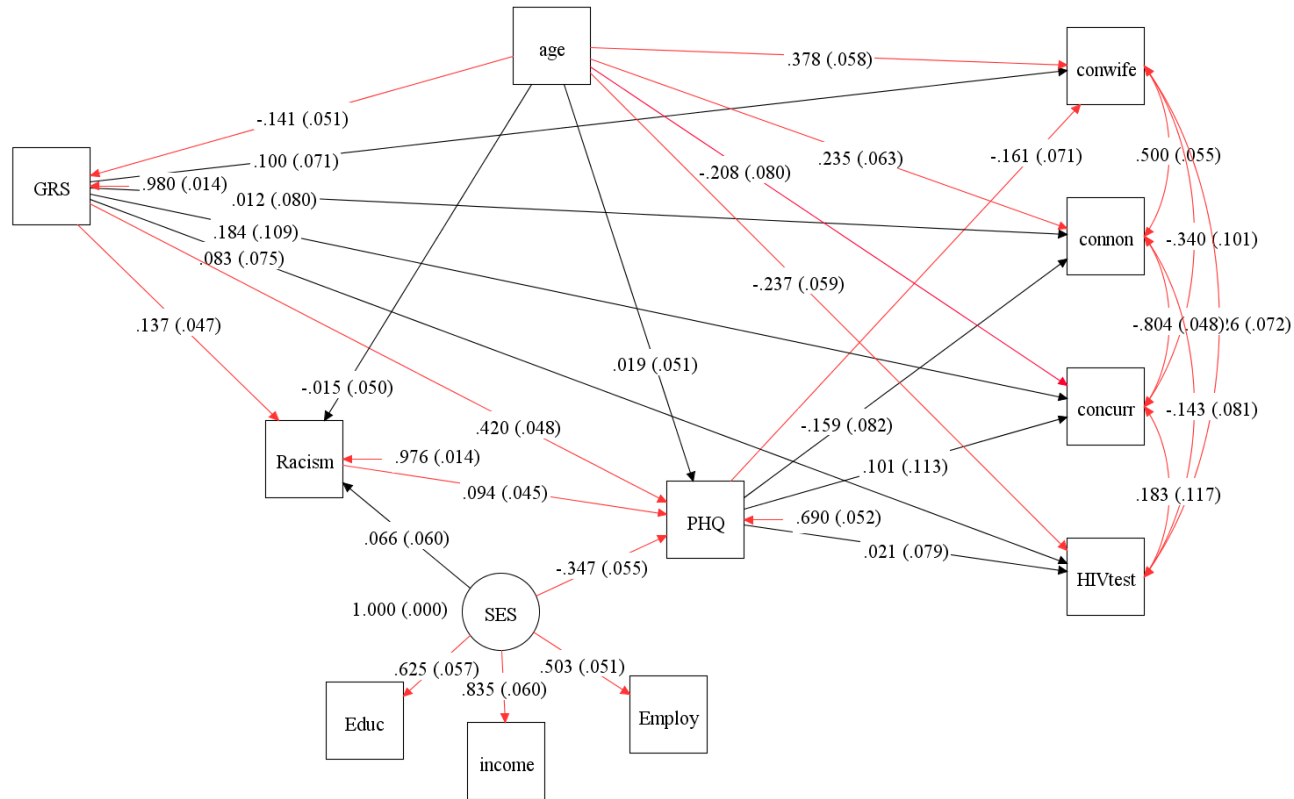 age
.378 (.058)
conwife
-.141 (.051)
.100 (.071)
.235 (.063)
-.208 (.080)
-.161 (.071)
.500 (.055)
GRS
.980 (.014)
.012 (.080)
.184 (.109)
.083 (.075)
connon
-.340 (.101)
-.237 (.059)
.137 (.047)
-.804 (.048)
26 (.072)
.019 (.051)
-.015 (.050)
concurr
-.143 (.081)
.420 (.048)
-.159 (.082)
Racism
.976 (.014)
.101 (.113)
.094 (.045)
.183 (.117)
PHQ
.690 (.052)
.066 (.060)
.021 (.079)
-.347 (.055)
HIVtest
1.000 (.000)
SES
.625 (.057)
.835 (.060)
.503 (.051)
Educ
income
Employ